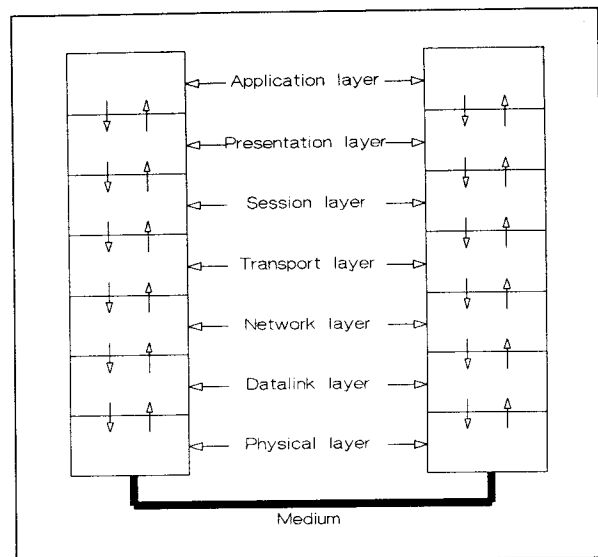 Application layer
Presentation layer
Session layer
Transport layer
Network layer
Datalink layer
Physical layer
Medium